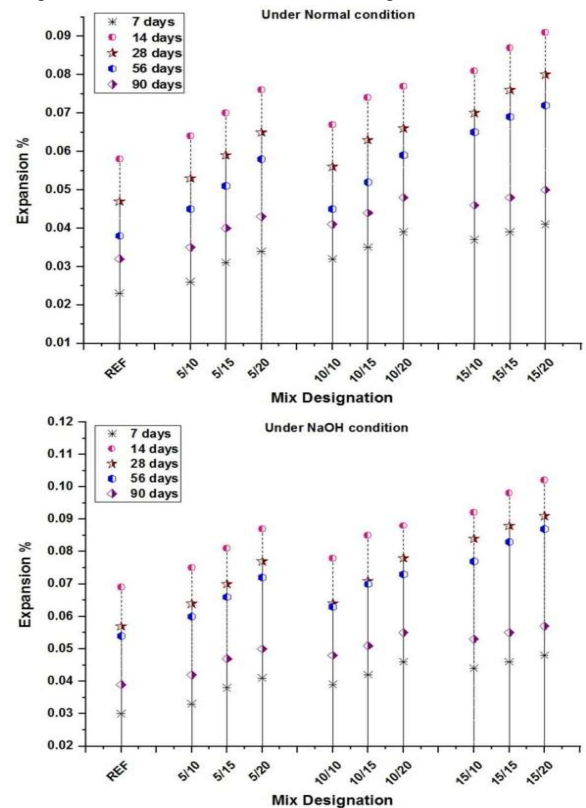 Under Normal condition
7 days
14 days
28 days
56 days
90 days
0.09
0.08
0.07
0.06
0.05
0.04
0.03
0.02
0.01
Expansion %
REF
5/10
5/15
5/20
10/10
10/15
10/20
15/10
15/15
15/20
Mix Designation
Under NaOH condition
7 days
14 days
28 days
56 days
90 days
0.12
0.11
0.10
0.09
0.08
0.07
0.06
0.05
0.04
0.03
0.02
Expansion %
REF
5/10
5/15
5/20
10/10
10/15
10/20
15/10
15/15
15/20
Mix Designation